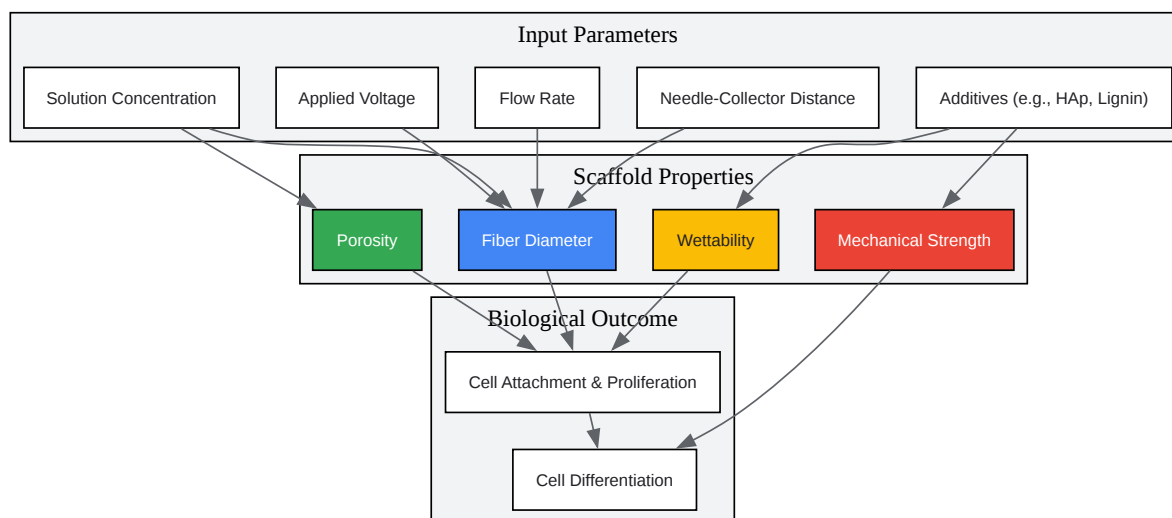 Input Parameters
Solution Concentration
Applied Voltage
Flow Rate
Needle-Collector Distance
Additives (e.g., HAp, Lignin)
Scaffold Properties
Porosity
Fiber Diameter
Wettability
Mechanical Strength
Biological Outcome
Cell Attachment & Proliferation
Cell Differentiation